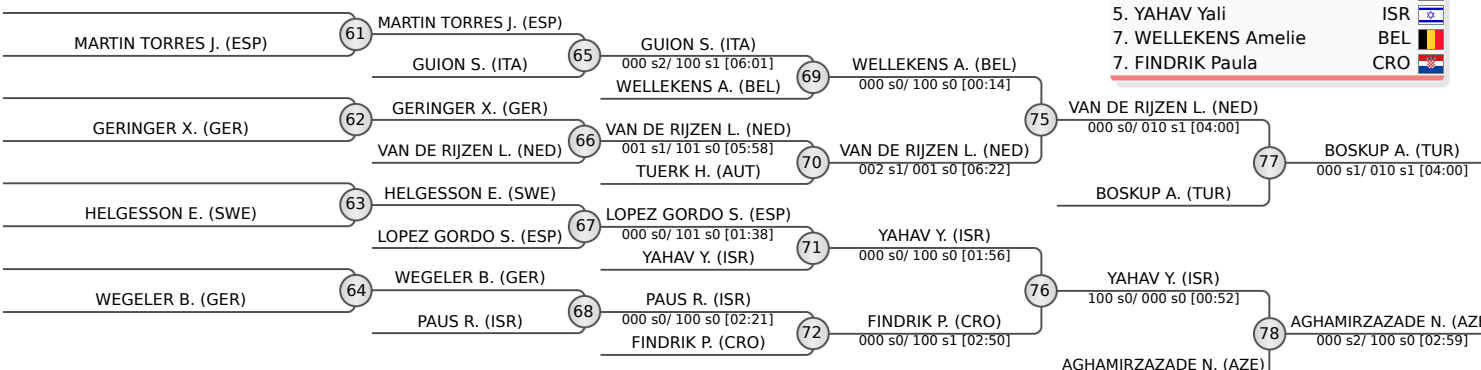 5. YAHAV Yali ISR
7. WELLEKENS Amelie BEL
7. FINDRIK Paula CRO
MARTIN TORRES J. (ESP)
61
MARTIN TORRES J. (ESP)
GUION S. (ITA)
65
GUION S. (ITA)
000 s2/ 100 s1 [06:01]
WELLEKENS A. (BEL)
69
WELLEKENS A. (BEL)
000 s0/ 100 s0 [00:14]
GERINGER X. (GER)
62
GERINGER X. (GER)
VAN DE RIJZEN L. (NED)
66
VAN DE RIJZEN L. (NED)
001 s1/ 101 s0 [05:58]
TUERK H. (AUT)
70
VAN DE RIJZEN L. (NED)
002 s1/ 001 s0 [06:22]
75
VAN DE RIJZEN L. (NED)
000 s0/ 010 s1 [04:00]
BOSKUP A. (TUR)
77
BOSKUP A. (TUR)
000 s1/ 010 s1 [04:00]
HELGESSON E. (SWE)
63
HELGESSON E. (SWE)
LOPEZ GORDO S. (ESP)
67
LOPEZ GORDO S. (ESP)
000 s0/ 101 s0 [01:38]
YAHAV Y. (ISR)
71
YAHAV Y. (ISR)
000 s0/ 100 s0 [01:56]
WEGELER B. (GER)
64
WEGELER B. (GER)
PAUS R. (ISR)
68
PAUS R. (ISR)
000 s0/ 100 s0 [02:21]
FINDRIK P. (CRO)
72
FINDRIK P. (CRO)
000 s0/ 100 s1 [02:50]
76
YAHAV Y. (ISR)
100 s0/ 000 s0 [00:52]
AGHAMIRZAZADE N. (AZE)
78
AGHAMIRZAZADE N. (AZE
000 s2/ 100 s0 [02:59]